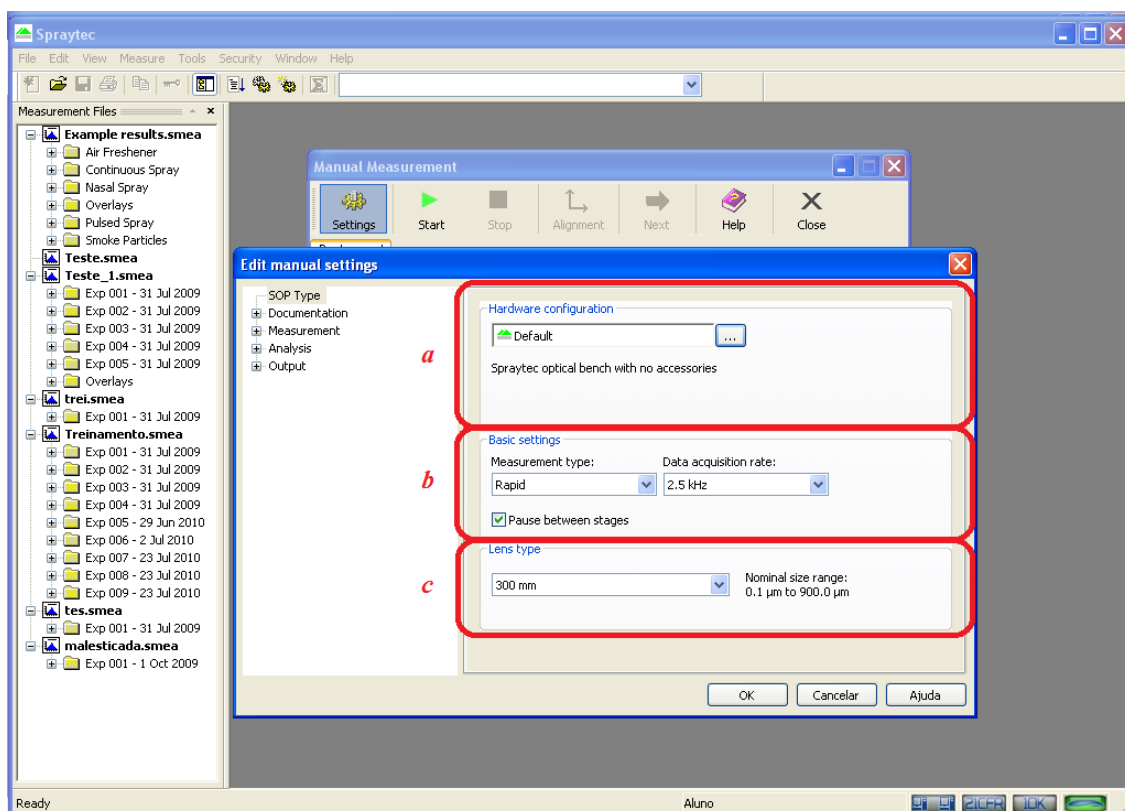 Spraytec
File Edit View Measure Tools Security Window Help
Measurement Files
Example results.smea
Air Freshener
Continuous Spray
Nasal Spray
Overlays
Pulsed Spray
Smoke Particles
Teste.smea
Teste_1.smea
Exp 001 - 31 Jul 2009
Exp 002 - 31 Jul 2009
Exp 003 - 31 Jul 2009
Exp 004 - 31 Jul 2009
Exp 005 - 31 Jul 2009
Overlays
trei.smea
Exp 001 - 31 Jul 2009
Treinamento.smea
Exp 001 - 31 Jul 2009
Exp 002 - 31 Jul 2009
Exp 003 - 31 Jul 2009
Exp 004 - 31 Jul 2009
Exp 005 - 29 Jun 2010
Exp 006 - 2 Jul 2010
Exp 007 - 23 Jul 2010
Exp 008 - 23 Jul 2010
Exp 009 - 23 Jul 2010
tes.smea
Exp 001 - 31 Jul 2009
malesticada.smea
Exp 001 - 1 Oct 2009
Manual Measurement
Settings Start Stop Alignment Next Help Close
Edit manual settings
SOP Type
Documentation
Measurement
Analysis
Output
a
Hardware configuration
Default ...
Spraytec optical bench with no accessories
b
Basic settings
Measurement type: Data acquisition rate:
Rapid 2.5 kHz
Pause between stages
c
Lens type
300 mm
Nominal size range:
0.1 µm to 900.0 µm
OK Cancelar Ajuda
Ready Aluno 21CFR 10K